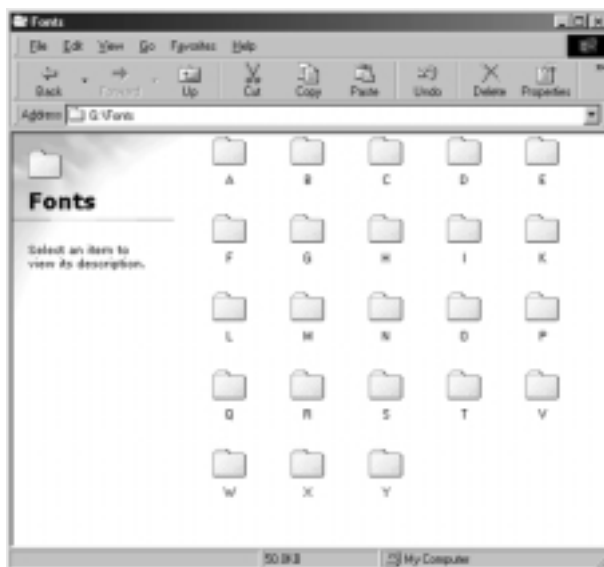 Fonts
File Edit View Go Favorites Help
Back Forward Up Cut Copy Paste Undo Delete Properties
Address G:\Fonts
Fonts
Select an item to
view its description.
A B C D E
F G H I K
L M N O P
Q R S T V
W X Y
50.0KB My Computer